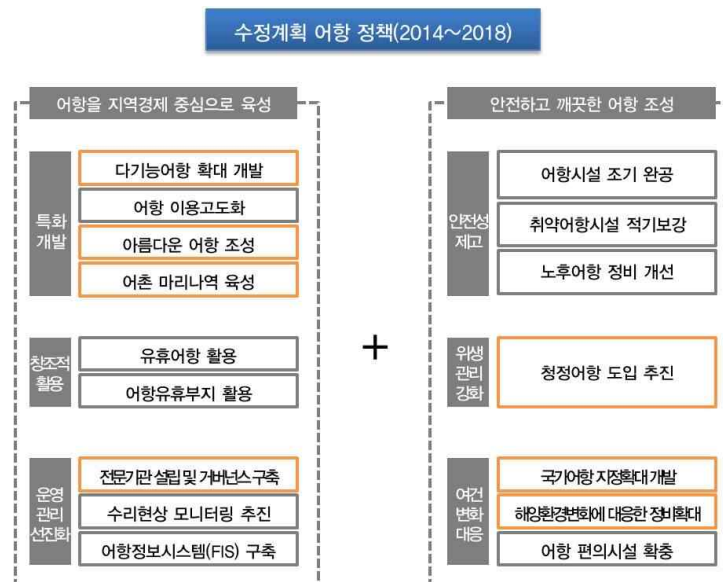 수정계획 어항 정책(2014～2018)
어항을 지역경제 중심으로 육성
특화
개발
다기능어항 확대 개발
어항 이용고도화
아름다운 어항 조성
어촌 마리나역 육성
창조적
활용
유휴어항 활용
어항유휴부지 활용
운영
관리
선진화
전문기관 설립 및 거버넌스 구축
수리현상 모니터링 추진
어항정보시스템(FIS) 구축
+
안전하고 깨끗한 어항 조성
안전성
제고
어항시설 조기 완공
취약어항시설 적기보강
노후어항 정비 개선
위생
관리
강화
청정어항 도입 추진
여건
변화
대응
국가어항 지정확대 개발
해양환경변화에 대응한 정비확대
어항 편의시설 확충